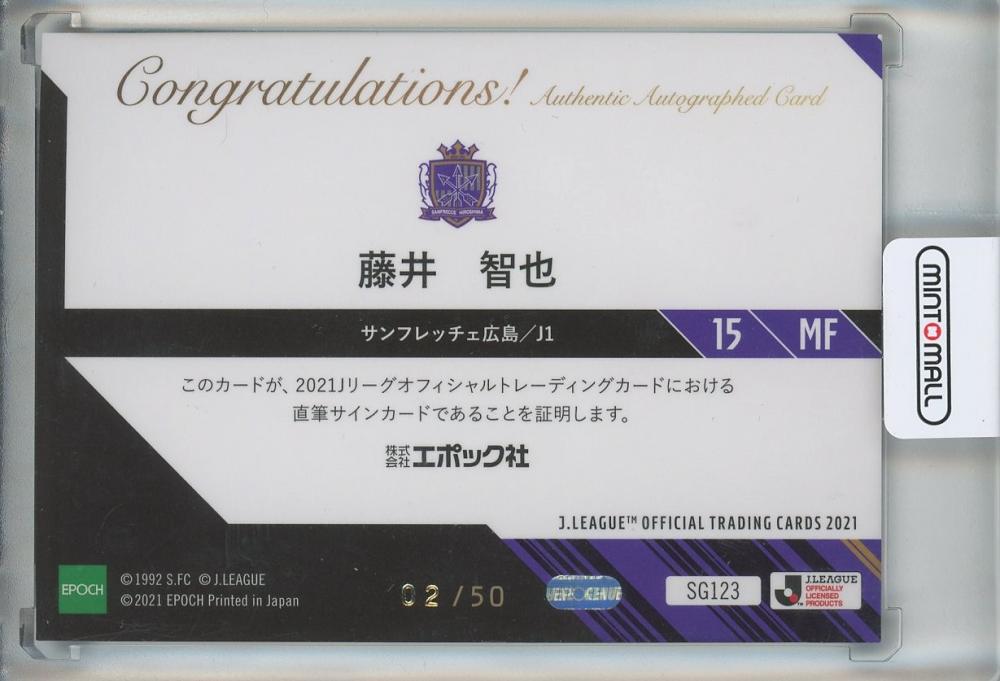 Congratulations! Authentic Autographed Card
SANFRECCE HIROSHIMA
藤井 智也
サンフレッチェ広島/J1
15 MF
このカードが、2021Jリーグオフィシャルトレーディングカードにおける
直筆サインカードであることを証明します。
株式会社エポック社
J.LEAGUE™ OFFICIAL TRADING CARDS 2021
EPOCH
©1992 S.FC ©J.LEAGUE
©2021 EPOCH Printed in Japan
02/50
SG123
J.LEAGUE
OFFICIALLY
LICENSED
PRODUCTS
MINTOMALL